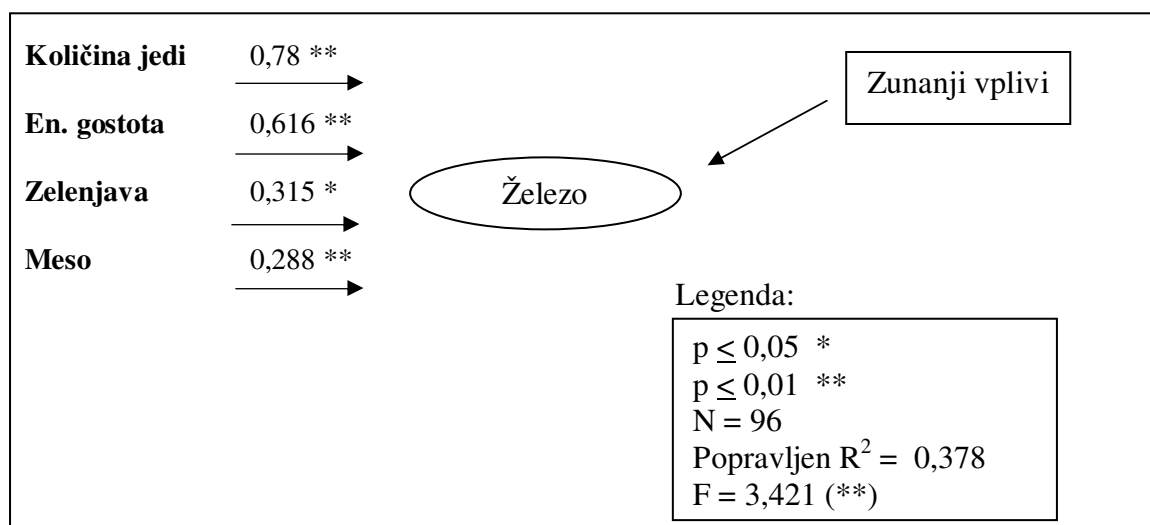 Količina jedi 0,78 **
Zunanji vplivi
En. gostota 0,616 **
Zelenjava 0,315 *
Železo
Meso 0,288 **
Legenda:
p ≤ 0,05 *
p ≤ 0,01 **
N = 96
Popravljen R² = 0,378
F = 3,421 (**)